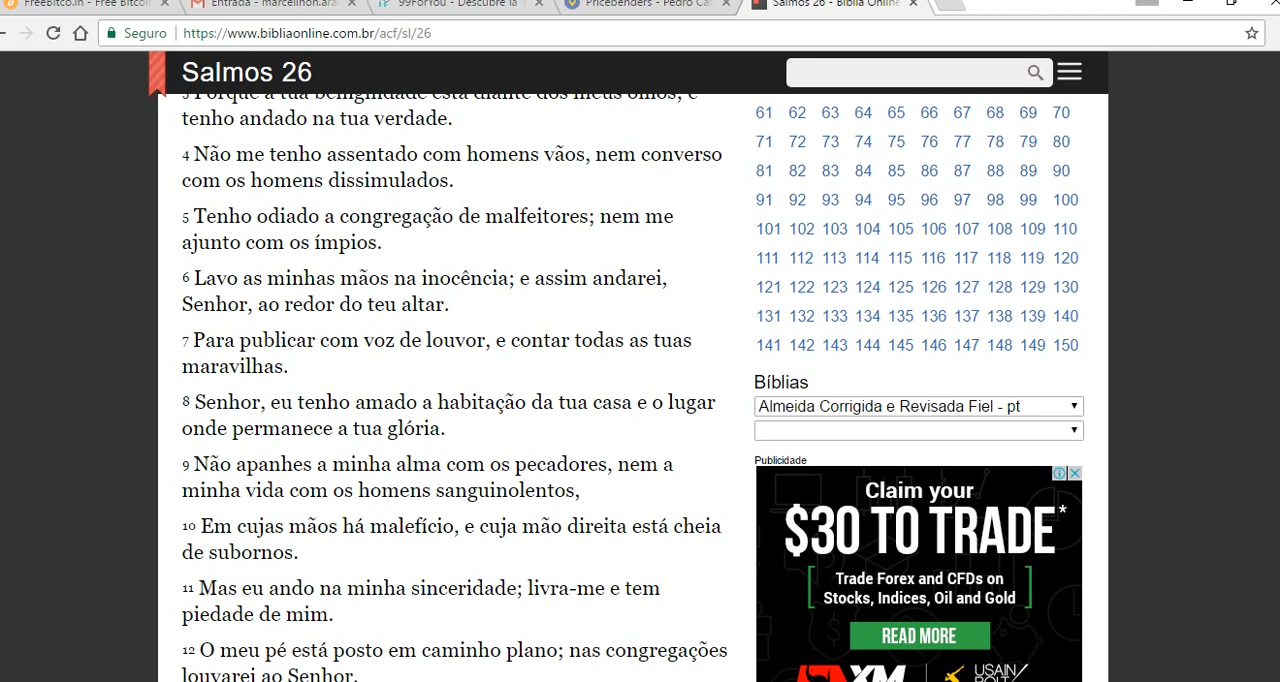 FreeBitco.in - Free Bitcoin
Entrada - marcelinon.ara
99ForYou - Descubre la
Pricebenders - Pedro Car
Salmos 26 - Bíblia Online
Seguro
https://www.bibliaonline.com.br/acf/sl/26
Salmos 26
3 Porque a tua benignidade está diante dos meus olhos; e
tenho andado na tua verdade.
4 Não me tenho assentado com homens vãos, nem converso
com os homens dissimulados.
5 Tenho odiado a congregação de malfeitores; nem me
ajunto com os ímpios.
6 Lavo as minhas mãos na inocência; e assim andarei,
Senhor, ao redor do teu altar.
7 Para publicar com voz de louvor, e contar todas as tuas
maravilhas.
8 Senhor, eu tenho amado a habitação da tua casa e o lugar
onde permanece a tua glória.
9 Não apanhes a minha alma com os pecadores, nem a
minha vida com os homens sanguinolentos,
10 Em cujas mãos há malefício, e cuja mão direita está cheia
de subornos.
11 Mas eu ando na minha sinceridade; livra-me e tem
piedade de mim.
12 O meu pé está posto em caminho plano; nas congregações
louvarei ao Senhor.
61 62 63 64 65 66 67 68 69 70
71 72 73 74 75 76 77 78 79 80
81 82 83 84 85 86 87 88 89 90
91 92 93 94 95 96 97 98 99 100
101 102 103 104 105 106 107 108 109 110
111 112 113 114 115 116 117 118 119 120
121 122 123 124 125 126 127 128 129 130
131 132 133 134 135 136 137 138 139 140
141 142 143 144 145 146 147 148 149 150
Bíblias
Almeida Corrigida e Revisada Fiel - pt
Publicidade
Claim your
$30 TO TRADE*
Trade Forex and CFDs on
Stocks, Indices, Oil and Gold
READ MORE
XM
USAIN
BOLT